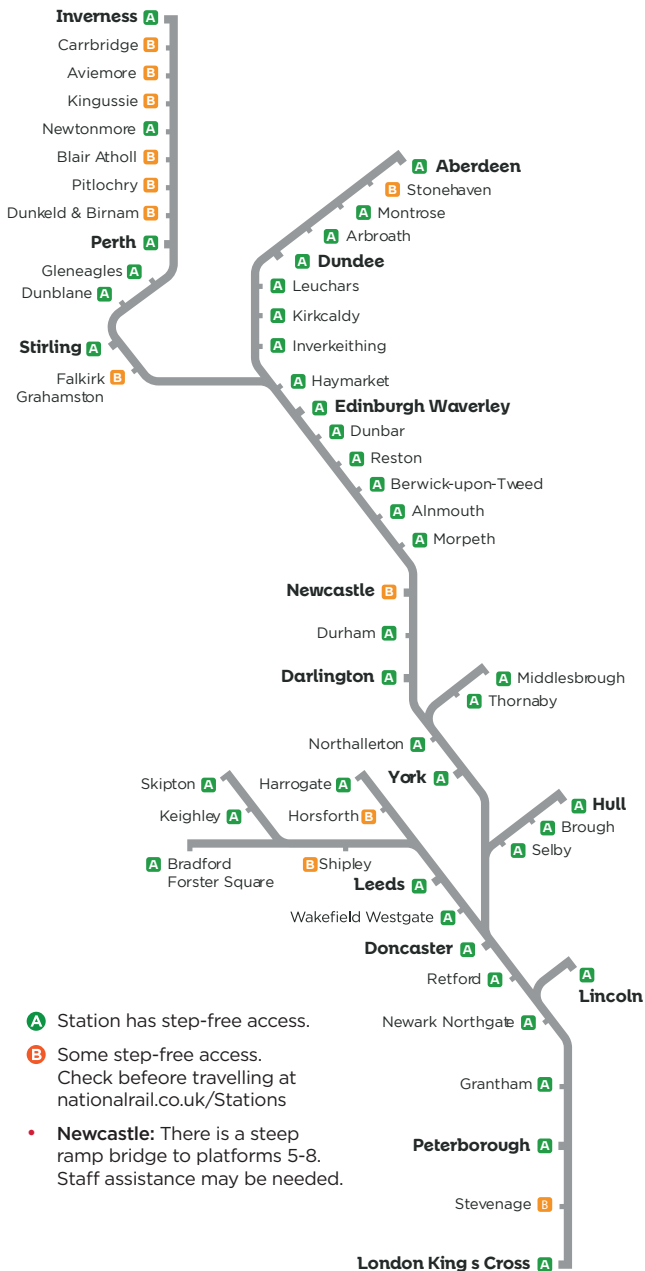 Inverness A
Carrbridge B
Aviemore B
Kingussie B
Newtonmore A
Blair Atholl B
Pitlochry B
Dunkeld & Birnam B
Perth A
Gleneagles A
Dunblane A
Stirling A
Falkirk B
Grahamston
A Aberdeen
B Stonehaven
A Montrose
A Arbroath
A Dundee
A Leuchars
A Kirkcaldy
A Inverkeithing
A Haymarket
A Edinburgh Waverley
A Dunbar
A Reston
A Berwick-upon-Tweed
A Alnmouth
A Morpeth
Newcastle B
Durham A
Darlington A
A Middlesbrough
A Thornaby
Northallerton A
York A
Skipton A
Keighley A
Harrogate A
Horsforth B
A Bradford
Forster Square
B Shipley
A Hull
A Brough
A Selby
Leeds A
Wakefield Westgate A
Doncaster A
Retford A
A
Lincoln
Newark Northgate A
Grantham A
Peterborough A
Stevenage B
London King s Cross A
A Station has step-free access.
B Some step-free access.
Check befeore travelling at
nationalrail.co.uk/Stations
• Newcastle: There is a steep
ramp bridge to platforms 5-8.
Staff assistance may be needed.